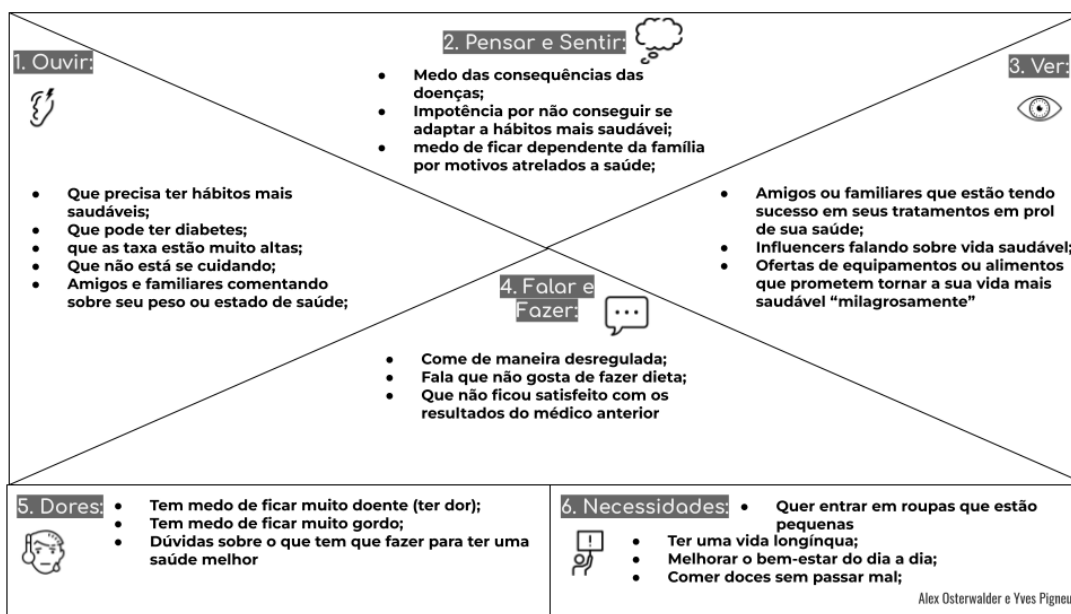 1. Ouvir:
Que precisa ter hábitos mais
saudáveis;
Que pode ter diabetes;
que as taxa estão muito altas;
Que não está se cuidando;
Amigos e familiares comentando
sobre seu peso ou estado de saúde;
2. Pensar e Sentir:
Medo das consequências das
doenças;
Impotência por não conseguir se
adaptar a hábitos mais saudávei;
medo de ficar dependente da família
por motivos atrelados a saúde;
3. Ver:
Amigos ou familiares que estão tendo
sucesso em seus tratamentos em prol
de sua saúde;
Influencers falando sobre vida saudável;
Ofertas de equipamentos ou alimentos
que prometem tornar a sua vida mais
saudável “milagrosamente”
4. Falar e
Fazer:
Come de maneira desregulada;
Fala que não gosta de fazer dieta;
Que não ficou satisfeito com os
resultados do médico anterior
5. Dores:
Tem medo de ficar muito doente (ter dor);
Tem medo de ficar muito gordo;
Dúvidas sobre o que tem que fazer para ter uma
saúde melhor
6. Necessidades:
Quer entrar em roupas que estão
pequenas
Ter uma vida longínqua;
Melhorar o bem-estar do dia a dia;
Comer doces sem passar mal;
Alex Osterwalder e Yves Pigneu